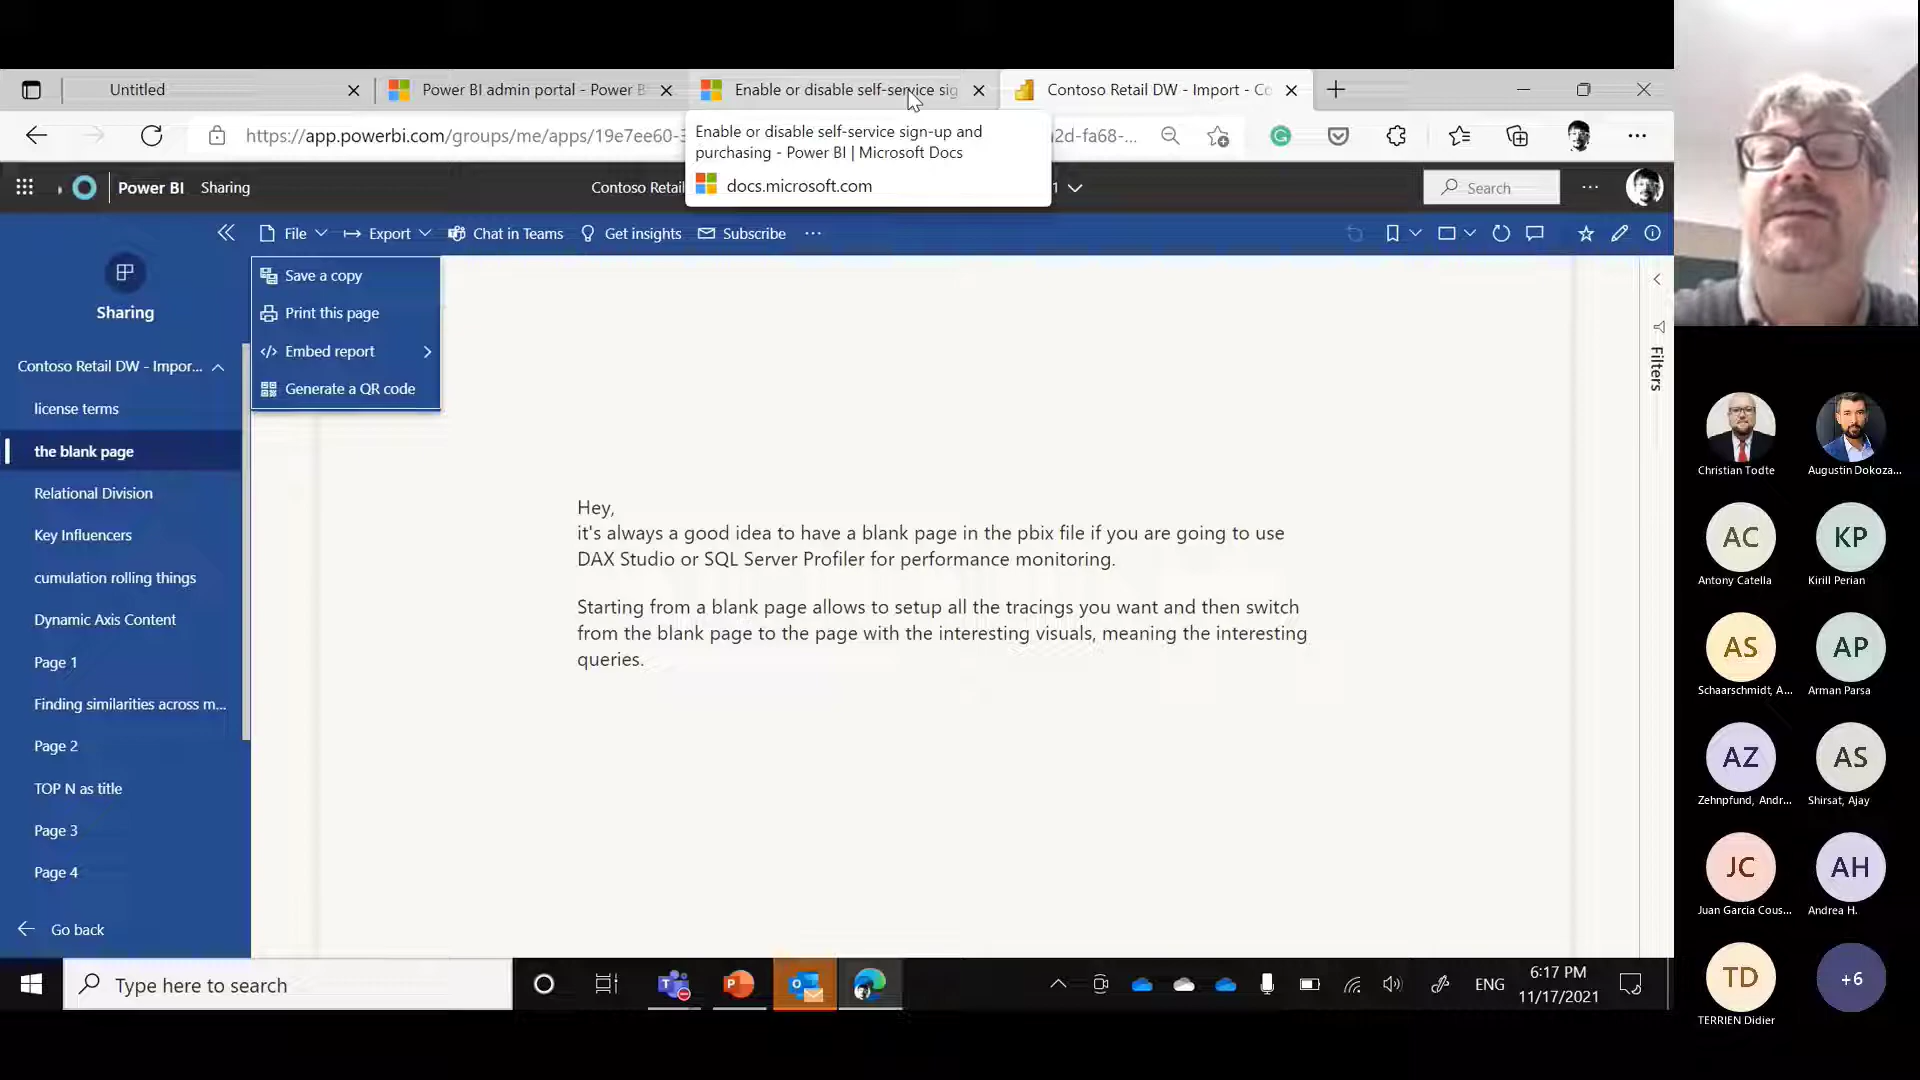 Untitled
Power BI admin portal - Power B
Enable or disable self-service sig
Contoso Retail DW - Import - Co
https://app.powerbi.com/groups/me/apps/19e7ee60-3
2d-fa68-...
Enable or disable self-service sign-up and
purchasing - Power BI | Microsoft Docs
docs.microsoft.com
Power BI
Sharing
Contoso Retail
1
Search
File
Export
Chat in Teams
Get insights
Subscribe
Sharing
Save a copy
Print this page
Embed report
Generate a QR code
Contoso Retail DW - Impor...
license terms
the blank page
Relational Division
Key Influencers
cumulation rolling things
Dynamic Axis Content
Page 1
Finding similarities across m...
Page 2
TOP N as title
Page 3
Page 4
Go back
Hey,
it's always a good idea to have a blank page in the pbix file if you are going to use
DAX Studio or SQL Server Profiler for performance monitoring.
Starting from a blank page allows to setup all the tracings you want and then switch
from the blank page to the page with the interesting visuals, meaning the interesting
queries.
Filters
Type here to search
ENG
6:17 PM
11/17/2021
Christian Todte
Augustin Dokoza...
AC
KP
Antony Catella
Kirill Perian
AS
AP
Schaarschmidt, A...
Arman Parsa
AZ
AS
Zehnpfund, Andr...
Shirsat, Ajay
JC
AH
Juan Garcia Cous...
Andrea H.
TD
+6
TERRIEN Didier